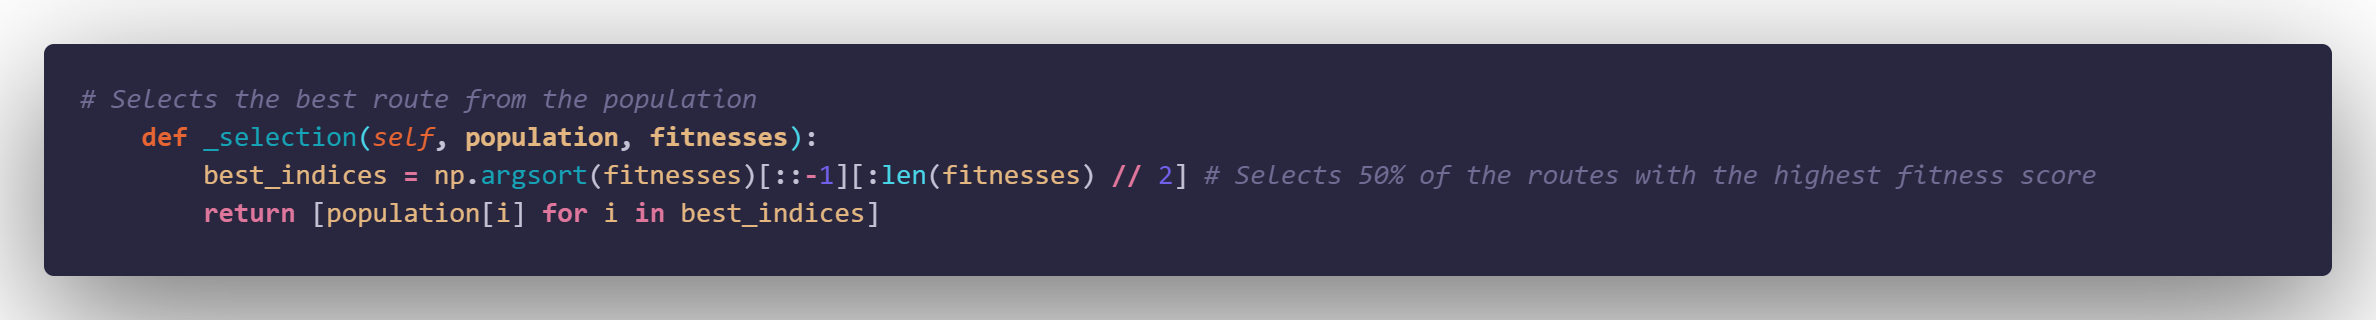 # Selects the best route from the population
    def _selection(self, population, fitnesses):
        best_indices = np.argsort(fitnesses)[::-1][:len(fitnesses) // 2] # Selects 50% of the routes with the highest fitness score
        return [population[i] for i in best_indices]